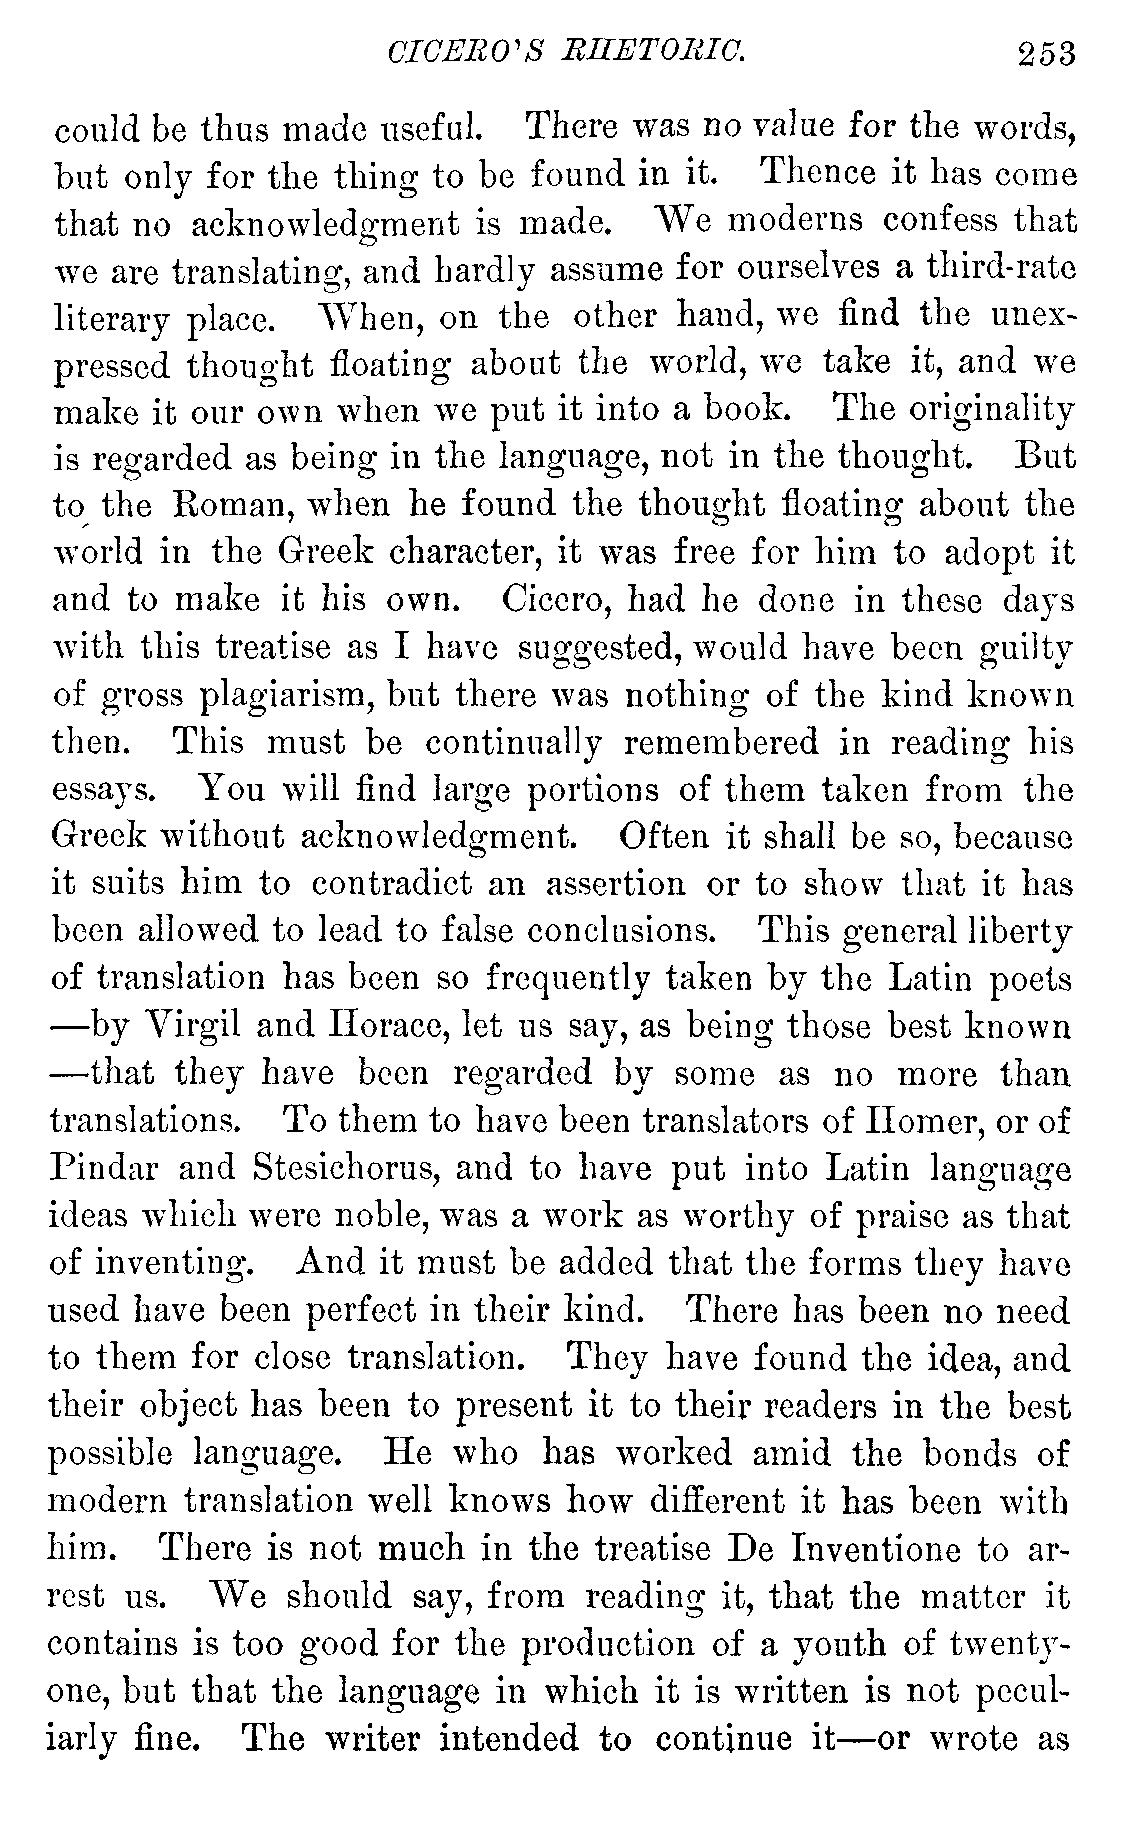 CICERO'S RHETORIC. 253
could be thus made useful. There was no value for the words,
but only for the thing to be found in it. Thence it has come
that no acknowledgment is made. We moderns confess that
we are translating, and hardly assume for ourselves a third-rate
literary place. When, on the other hand, we find the unex-
pressed thought floating about the world, we take it, and we
make it our own when we put it into a book. The originality
is regarded as being in the language, not in the thought. But
to the Roman, when he found the thought floating about the
world in the Greek character, it was free for him to adopt it
and to make it his own. Cicero, had he done in these days
with this treatise as I have suggested, would have been guilty
of gross plagiarism, but there was nothing of the kind known
then. This must be continually remembered in reading his
essays. You will find large portions of them taken from the
Greek without acknowledgment. Often it shall be so, because
it suits him to contradict an assertion or to show that it has
been allowed to lead to false conclusions. This general liberty
of translation has been so frequently taken by the Latin poets
—by Virgil and Horace, let us say, as being those best known
—that they have been regarded by some as no more than
translations. To them to have been translators of Homer, or of
Pindar and Stesichorus, and to have put into Latin language
ideas which were noble, was a work as worthy of praise as that
of inventing. And it must be added that the forms they have
used have been perfect in their kind. There has been no need
to them for close translation. They have found the idea, and
their object has been to present it to their readers in the best
possible language. He who has worked amid the bonds of
modern translation well knows how different it has been with
him. There is not much in the treatise De Inventione to ar-
rest us. We should say, from reading it, that the matter it
contains is too good for the production of a youth of twenty-
one, but that the language in which it is written is not pecul-
iarly fine. The writer intended to continue it—or wrote as